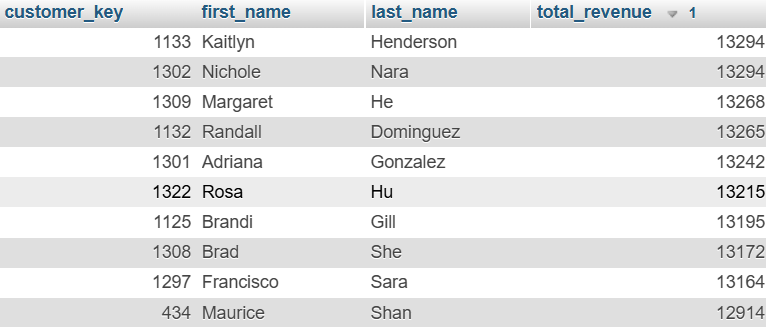 customer_key first_name last_name total_revenue 1
1133 Kaitlyn Henderson 13294
1302 Nichole Nara 13294
1309 Margaret He 13268
1132 Randall Dominguez 13265
1301 Adriana Gonzalez 13242
1322 Rosa Hu 13215
1125 Brandi Gill 13195
1308 Brad She 13172
1297 Francisco Sara 13164
434 Maurice Shan 12914